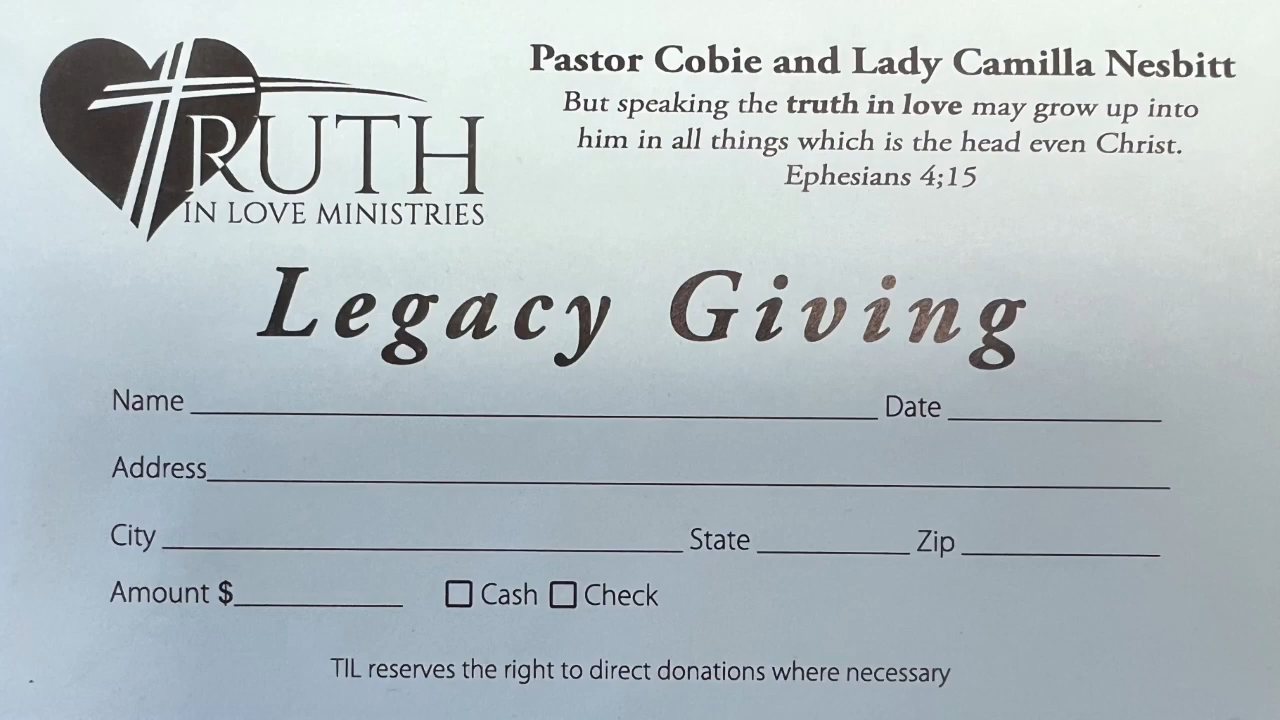 TRUTH
IN LOVE MINISTRIES
Pastor Cobie and Lady Camilla Nesbitt
But speaking the truth in love may grow up into
him in all things which is the head even Christ.
Ephesians 4;15
Legacy Giving
Name Date
Address
City State Zip
Amount $ Cash Check
TIL reserves the right to direct donations where necessary